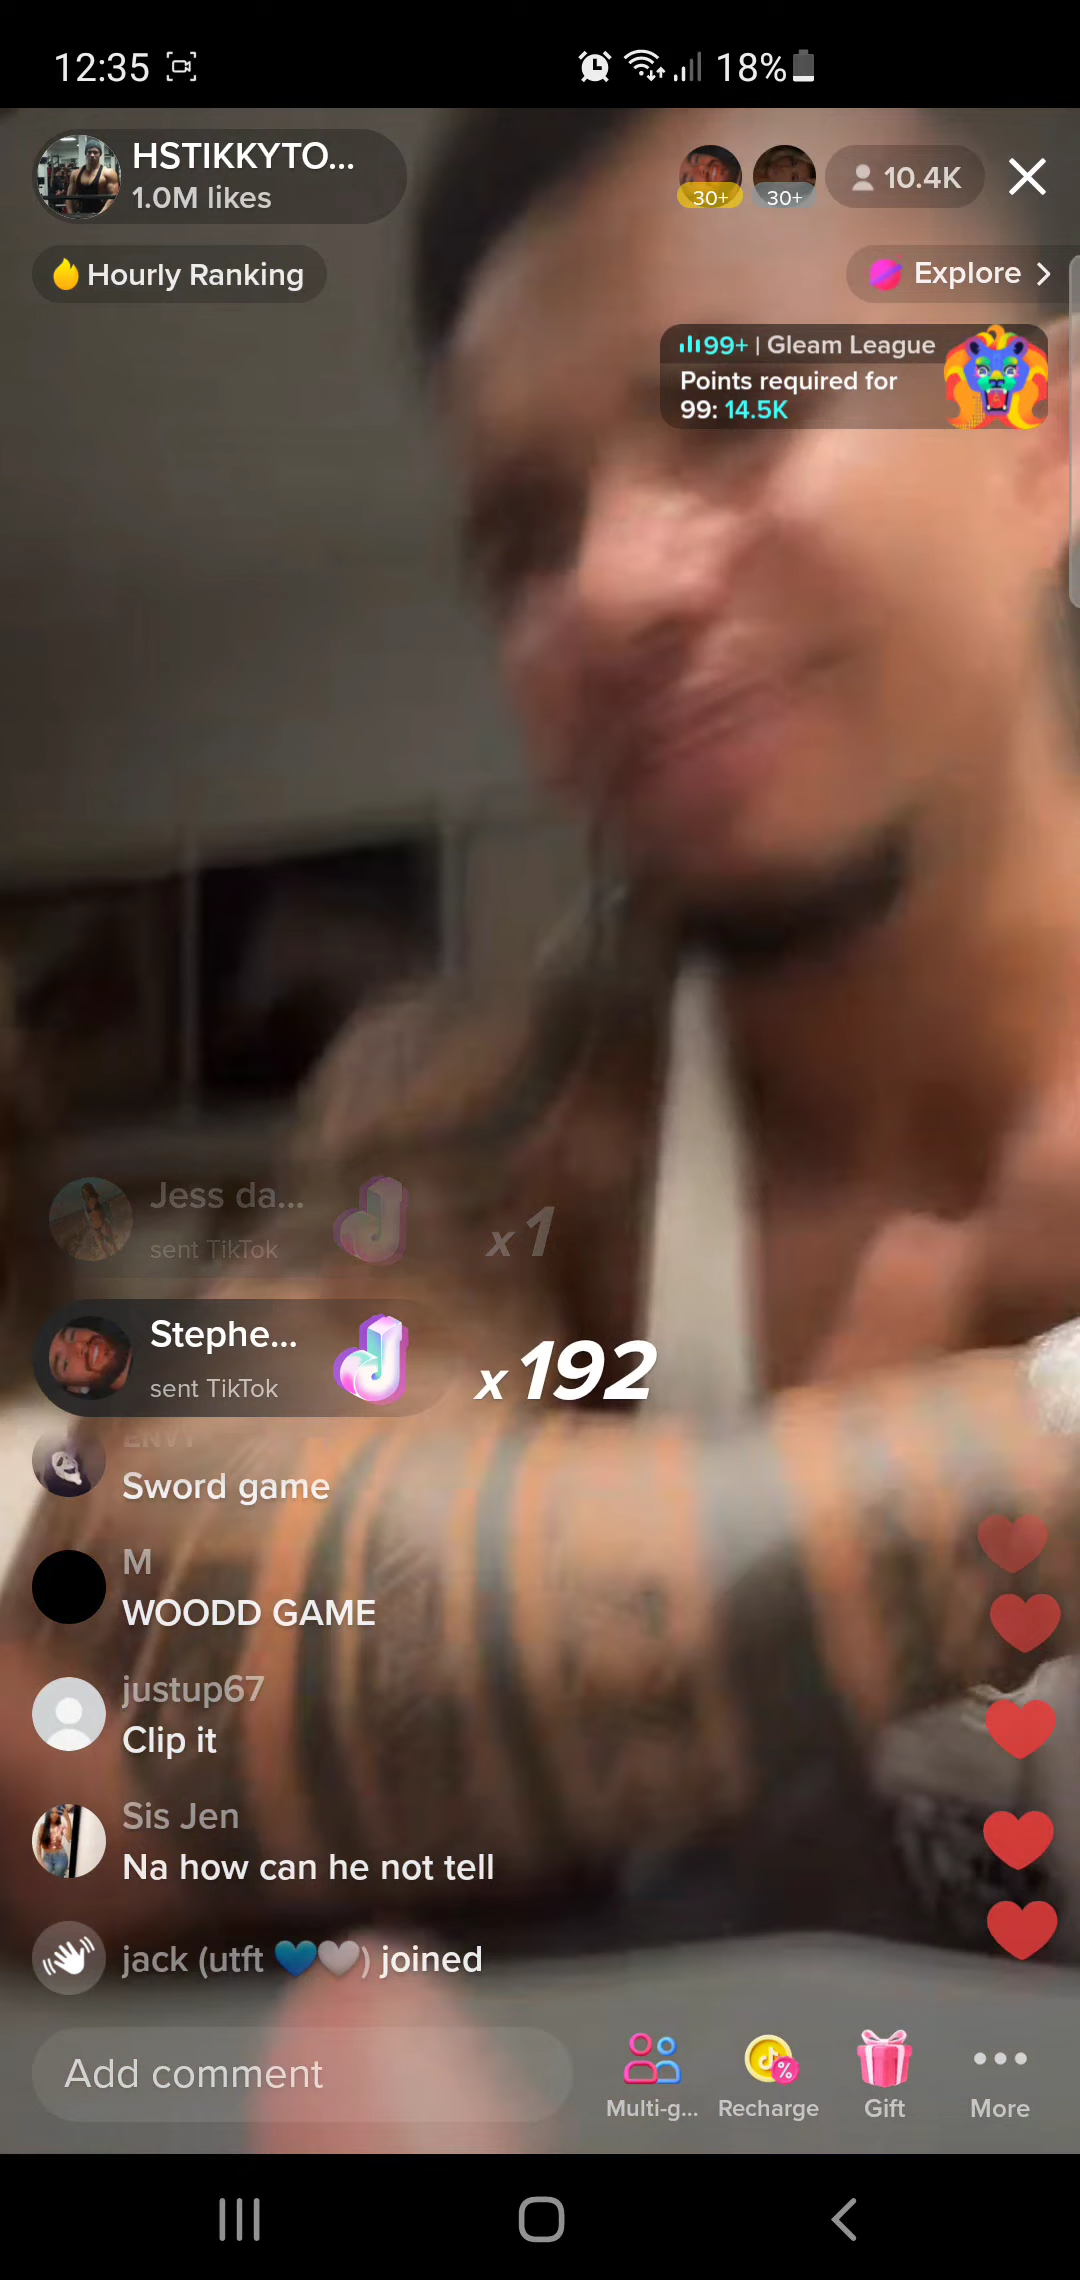 12:35
18%
HSTIKKYTO...
1.0M likes
30+
30+
10.4K
Hourly Ranking
Explore
99+ | Gleam League
Points required for
99: 14.5K
Jess da...
sent TikTok
x1
Stephe...
sent TikTok
x192
ENVY
Sword game
M
WOODD GAME
justup67
Clip it
Sis Jen
Na how can he not tell
jack (utft 💙🤍) joined
Add comment
Multi-g...
Recharge
Gift
More